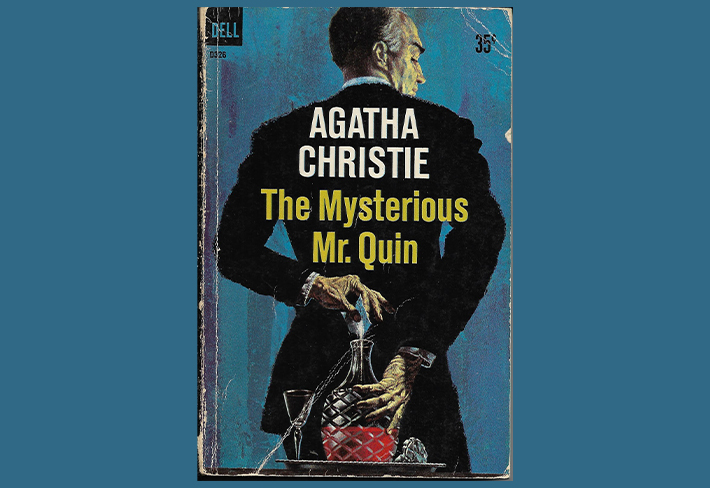 DELL
D326
35¢
AGATHA
CHRISTIE
The Mysterious
Mr. Quin